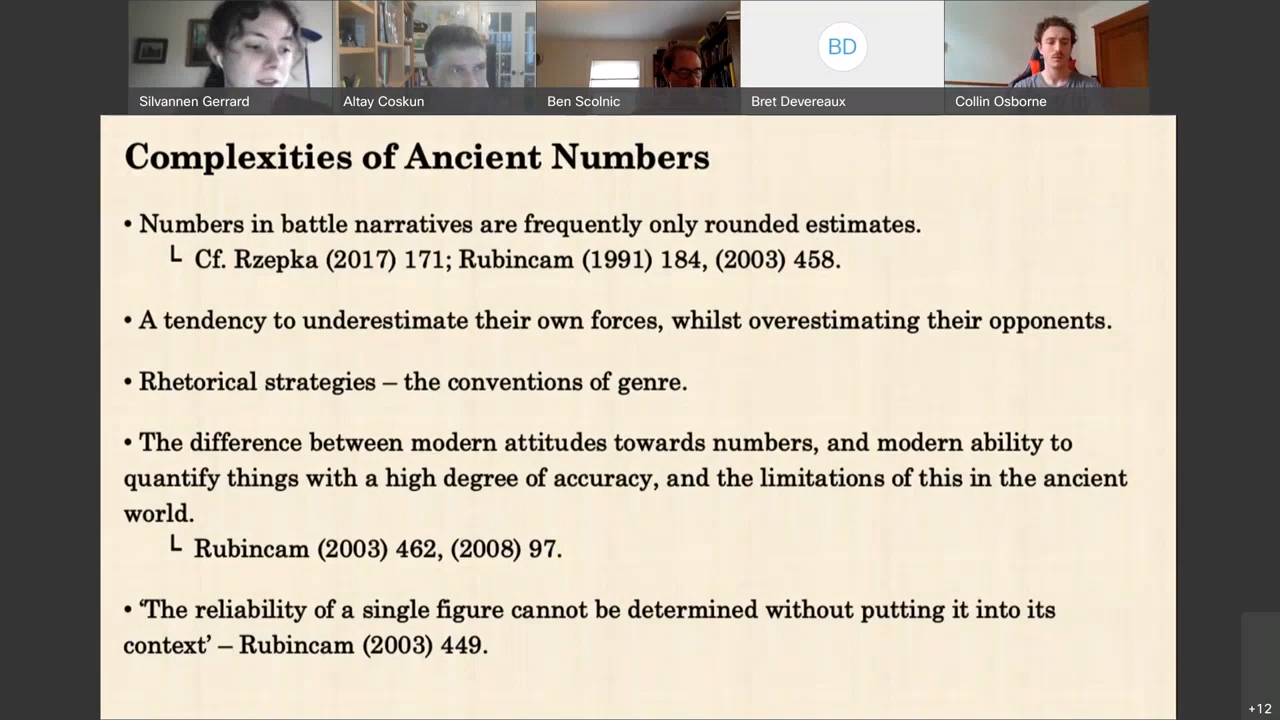 BD
Silvannen Gerrard
Altay Coskun
Ben Scolnic
Bret Devereaux
Collin Osborne
Complexities of Ancient Numbers
• Numbers in battle narratives are frequently only rounded estimates.
└ Cf. Rzepka (2017) 171; Rubincam (1991) 184, (2003) 458.
• A tendency to underestimate their own forces, whilst overestimating their opponents.
• Rhetorical strategies – the conventions of genre.
• The difference between modern attitudes towards numbers, and modern ability to
quantify things with a high degree of accuracy, and the limitations of this in the ancient
world.
└ Rubincam (2003) 462, (2008) 97.
• ‘The reliability of a single figure cannot be determined without putting it into its
context’ – Rubincam (2003) 449.
+12